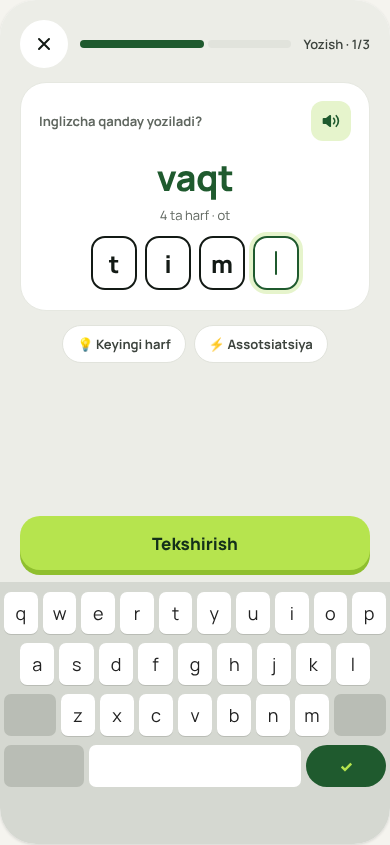 Yozish · 1/3
Inglizcha qanday yoziladi?
vaqt
4 ta harf · ot
t i m
💡 Keyingi harf ⚡ Assotsiatsiya
Tekshirish
q w e r t y u i o p
a s d f g h j k l
z x c v b n m